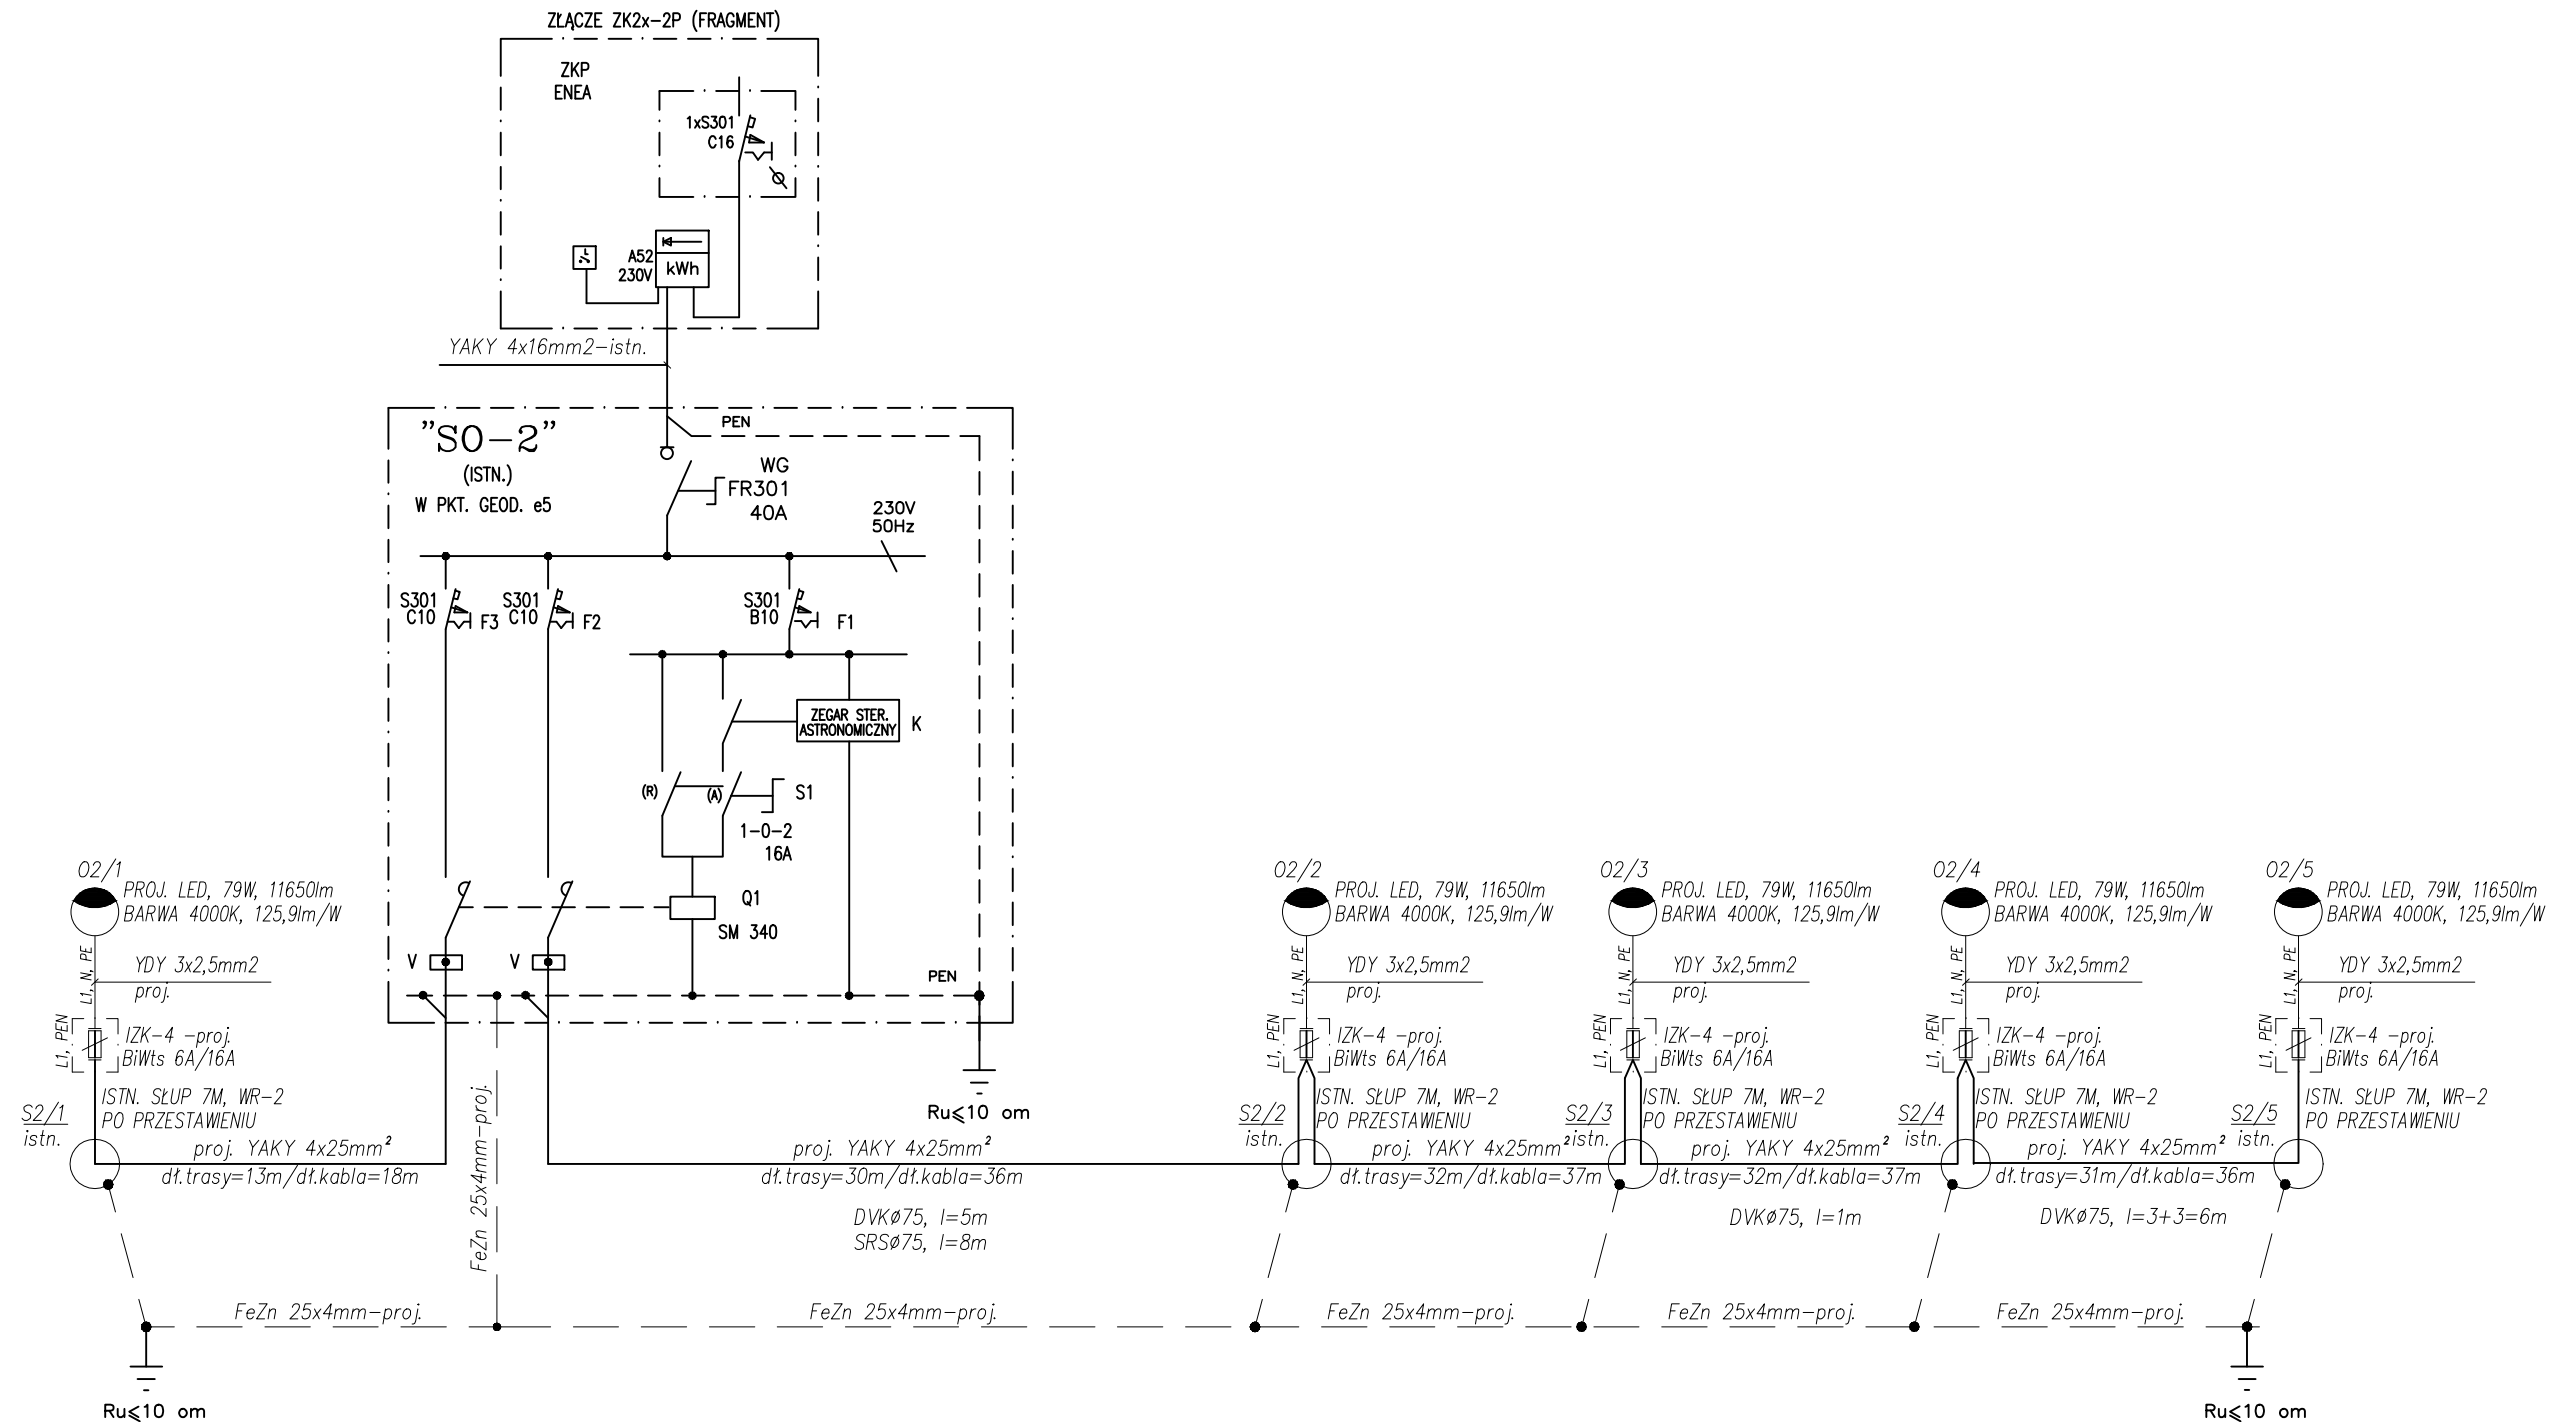 ZŁĄCZE ZK2x-2P (FRAGMENT)
ZKP
ENEA
1xS301
C16
A52
230V
kWh
YAKY 4x16mm2-istn.
PEN
"SO-2"
(ISTN.)
W PKT. GEOD. e5
WG
FR301
40A
230V
50Hz
S301
C10
F3
S301
C10
F2
S301
B10
F1
ZEGAR STER.
ASTRONOMICZNY
K
(R)
(A)
S1
1-0-2
16A
Q1
SM 340
V
V
PEN
Ru≤10 om
O2/1
PROJ. LED, 79W, 11650lm
BARWA 4000K, 125,9lm/W
L1, N, PE
YDY 3x2,5mm2
proj.
L1, PEN
IZK-4 -proj.
BiWts 6A/16A
ISTN. SŁUP 7M, WR-2
PO PRZESTAWIENIU
S2/1
istn.
proj. YAKY 4x25mm²
dł.trasy=13m/dł.kabla=18m
FeZn 25x4mm-proj.
proj. YAKY 4x25mm²
dł.trasy=30m/dł.kabla=36m
DVKø75, l=5m
SRSø75, l=8m
O2/2
PROJ. LED, 79W, 11650lm
BARWA 4000K, 125,9lm/W
L1, N, PE
YDY 3x2,5mm2
proj.
L1, PEN
IZK-4 -proj.
BiWts 6A/16A
ISTN. SŁUP 7M, WR-2
PO PRZESTAWIENIU
S2/2
istn.
proj. YAKY 4x25mm²
dł.trasy=32m/dł.kabla=37m
O2/3
PROJ. LED, 79W, 11650lm
BARWA 4000K, 125,9lm/W
L1, N, PE
YDY 3x2,5mm2
proj.
L1, PEN
IZK-4 -proj.
BiWts 6A/16A
ISTN. SŁUP 7M, WR-2
PO PRZESTAWIENIU
S2/3
istn.
proj. YAKY 4x25mm²
dł.trasy=32m/dł.kabla=37m
DVKø75, l=1m
O2/4
PROJ. LED, 79W, 11650lm
BARWA 4000K, 125,9lm/W
L1, N, PE
YDY 3x2,5mm2
proj.
L1, PEN
IZK-4 -proj.
BiWts 6A/16A
ISTN. SŁUP 7M, WR-2
PO PRZESTAWIENIU
S2/4
istn.
proj. YAKY 4x25mm²
dł.trasy=31m/dł.kabla=36m
DVKø75, l=3+3=6m
O2/5
PROJ. LED, 79W, 11650lm
BARWA 4000K, 125,9lm/W
L1, N, PE
YDY 3x2,5mm2
proj.
L1, PEN
IZK-4 -proj.
BiWts 6A/16A
ISTN. SŁUP 7M, WR-2
PO PRZESTAWIENIU
S2/5
istn.
FeZn 25x4mm-proj.
FeZn 25x4mm-proj.
FeZn 25x4mm-proj.
FeZn 25x4mm-proj.
FeZn 25x4mm-proj.
Ru≤10 om
Ru≤10 om